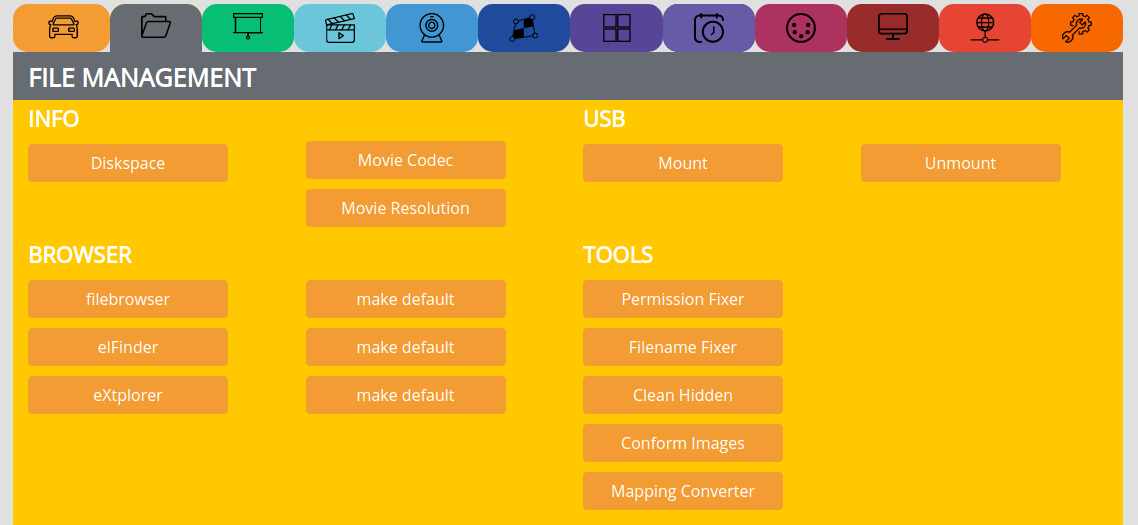 FILE MANAGEMENT
INFO
Diskspace
Movie Codec
Movie Resolution
USB
Mount
Unmount
BROWSER
filebrowser
make default
elFinder
make default
eXtplorer
make default
TOOLS
Permission Fixer
Filename Fixer
Clean Hidden
Conform Images
Mapping Converter